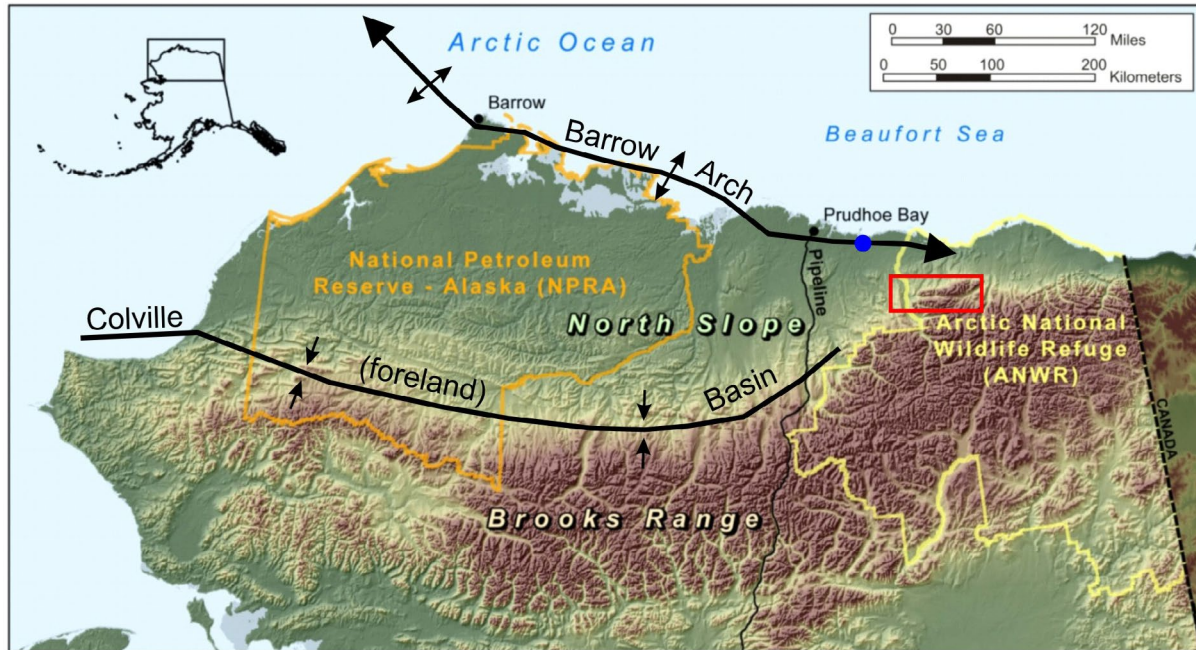 Arctic Ocean
0 30 60 120
Miles
0 50 100 200
Kilometers
Barrow
Beaufort Sea
Barrow Arch
Prudhoe Bay
Pipeline
National Petroleum
Reserve - Alaska (NPRA)
North Slope
Colville (foreland) Basin
Arctic National
Wildlife Refuge
(ANWR)
CANADA
Brooks Range